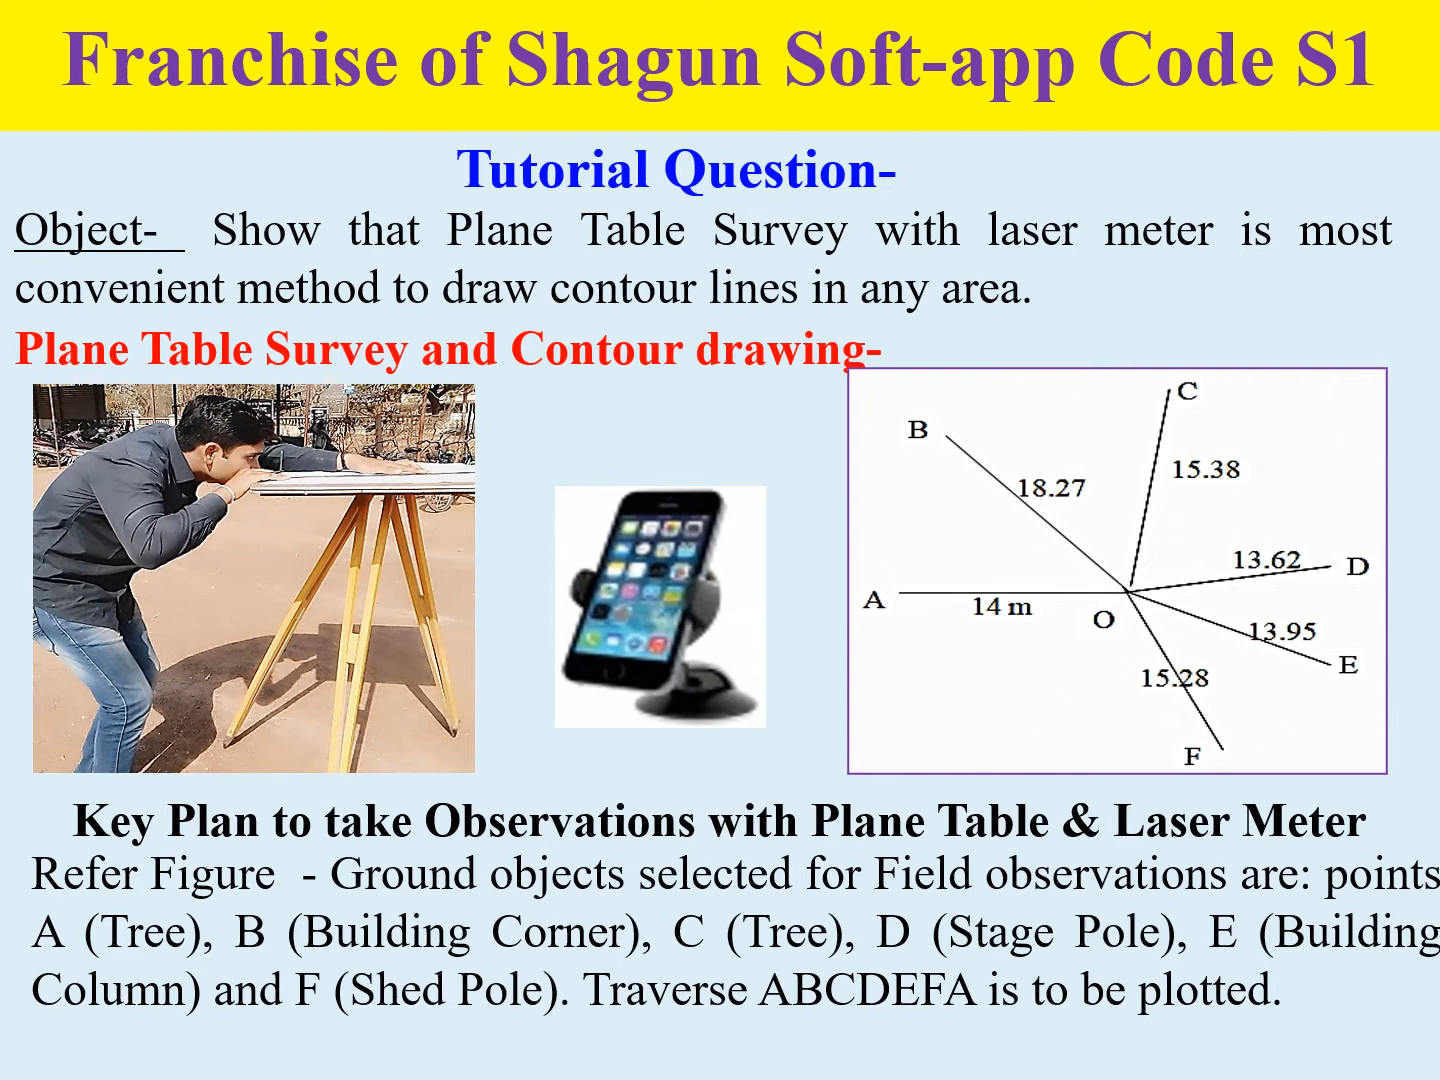 Franchise of Shagun Soft-app Code S1
Tutorial Question-
Object- Show that Plane Table Survey with laser meter is most
convenient method to draw contour lines in any area.
Plane Table Survey and Contour drawing-
C
B
15.38
18.27
13.62
D
A
14 m
O
13.95
E
15.28
F
Key Plan to take Observations with Plane Table & Laser Meter
Refer Figure - Ground objects selected for Field observations are: points
A (Tree), B (Building Corner), C (Tree), D (Stage Pole), E (Building
Column) and F (Shed Pole). Traverse ABCDEFA is to be plotted.